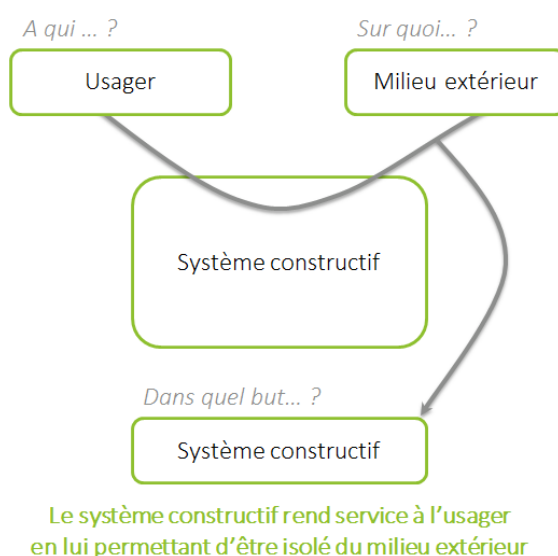 A qui ... ?
Sur quoi... ?
Usager
Milieu extérieur
Système constructif
Dans quel but... ?
Système constructif
Le système constructif rend service à l'usager
en lui permettant d'être isolé du milieu extérieur